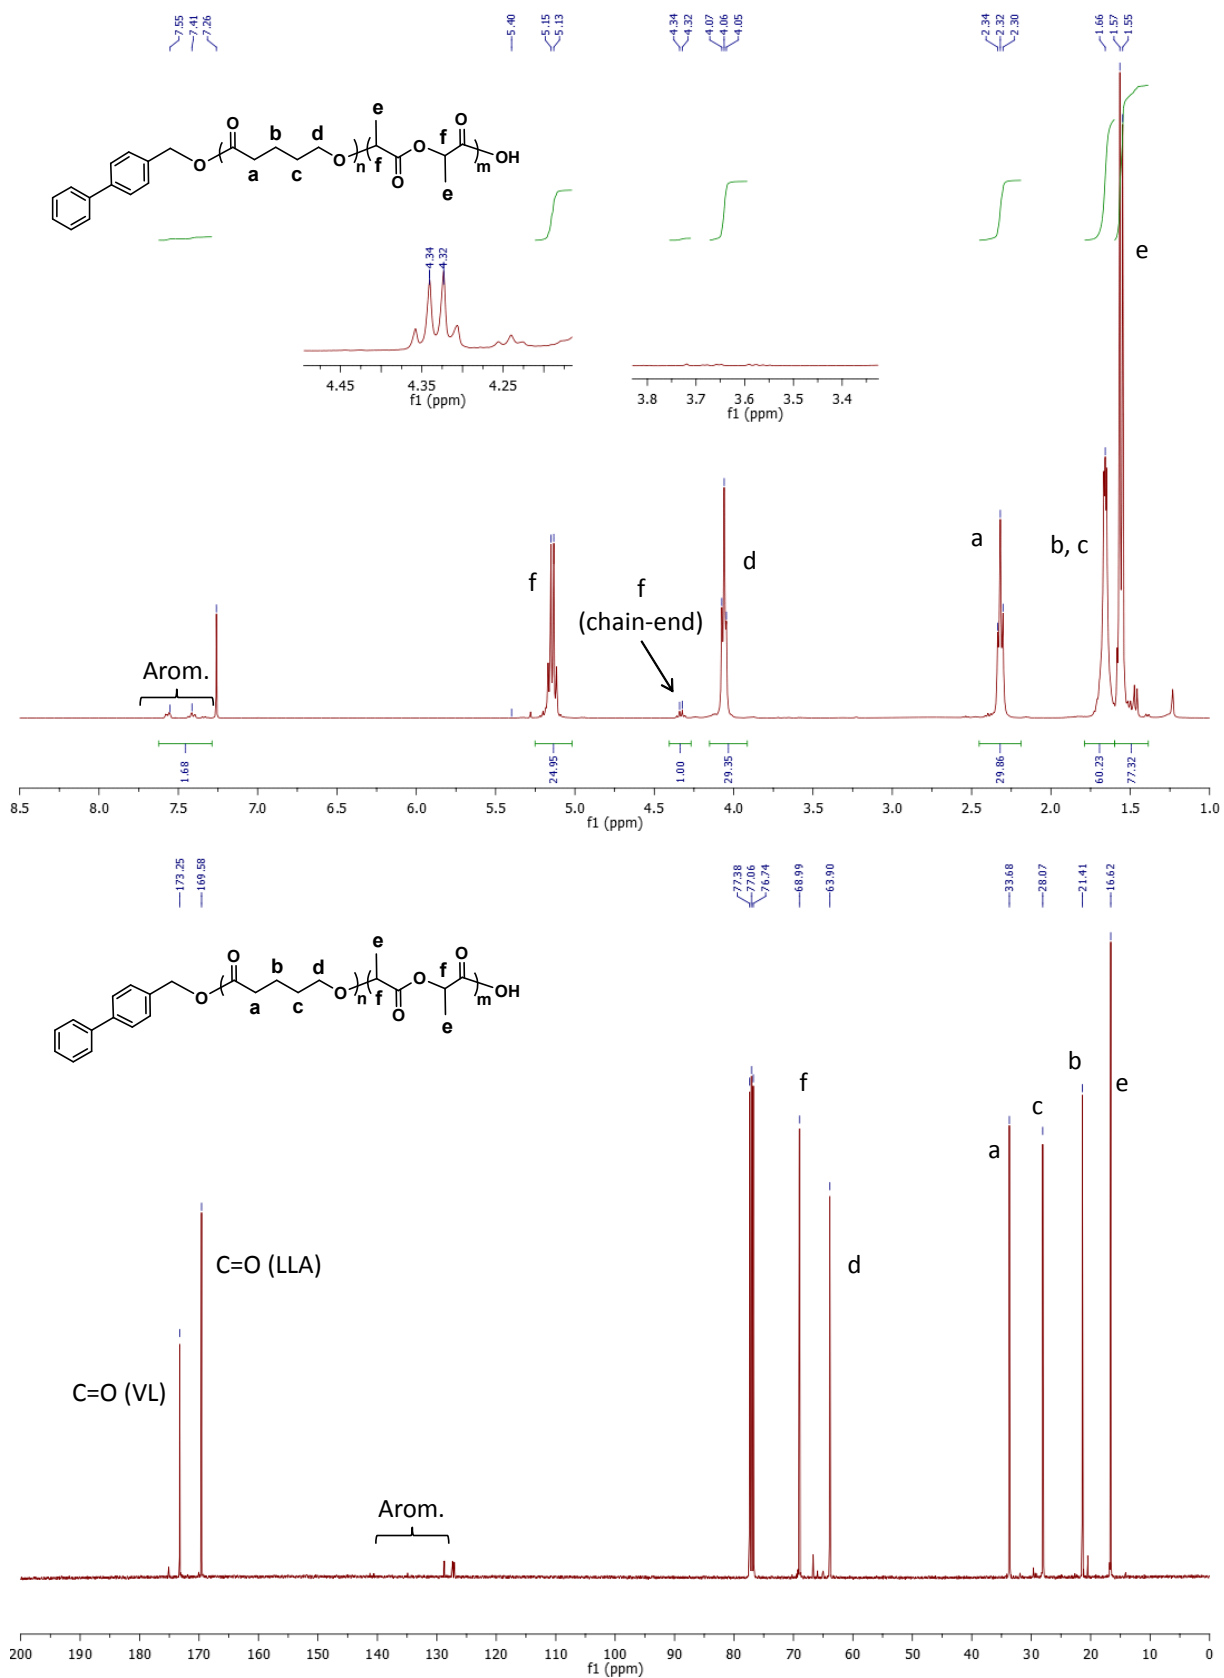 7.55 7.41 7.26 5.40 5.15 5.13 4.34 4.32 4.07 4.06 4.05 2.34 2.32 2.30 1.66 1.57 1.55
e
O b d O f O
O a c O n f O e m OH
4.34 4.32
e
4.45 4.35 4.25
f1 (ppm)
3.8 3.7 3.6 3.5 3.4
f1 (ppm)
a
b, c
d
f
f
(chain-end)
Arom.
1.68 24.95 1.00 29.35 29.86 60.23 77.32
8.5 8.0 7.5 7.0 6.5 6.0 5.5 5.0 4.5 4.0 3.5 3.0 2.5 2.0 1.5 1.0
f1 (ppm)
173.25 169.58 77.38 77.06 76.74 68.99 63.90 33.68 28.07 21.41 16.62
e
O b d O f O
O a c O n f O e m OH
b
f
e
c
a
C=O (LLA)
d
C=O (VL)
Arom.
200 190 180 170 160 150 140 130 120 110 100 90 80 70 60 50 40 30 20 10 0
f1 (ppm)